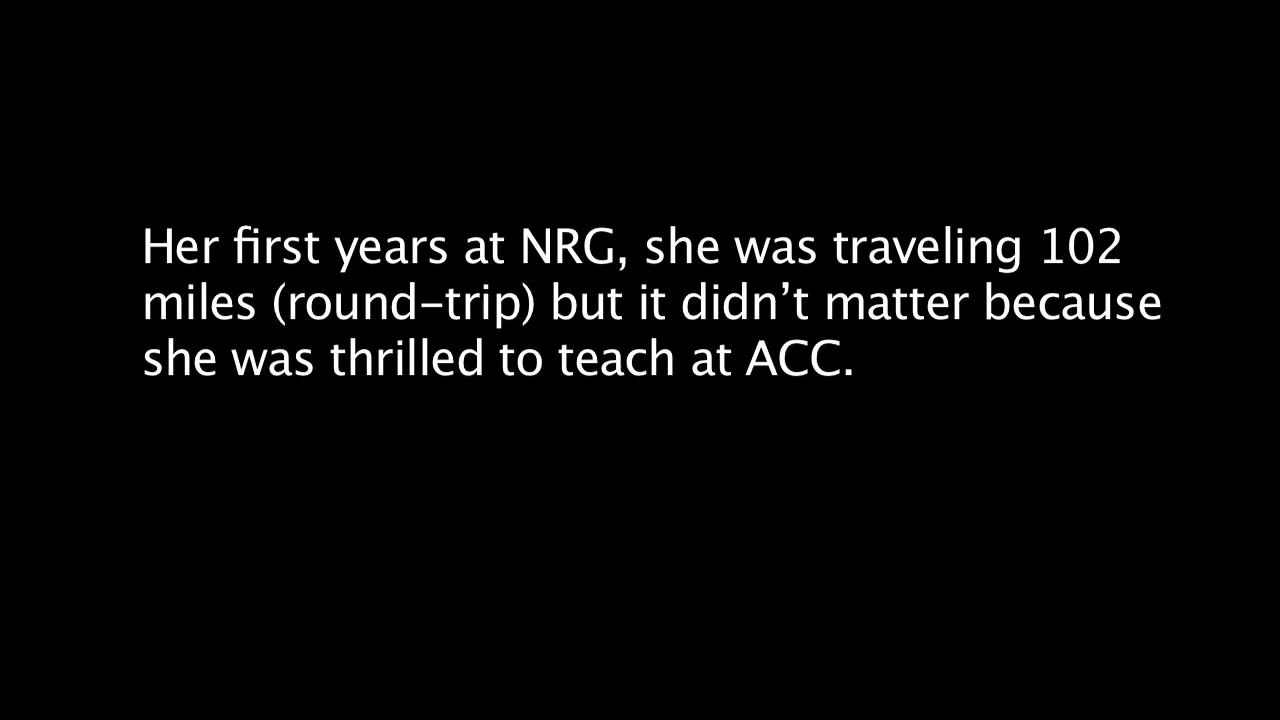 Her first years at NRG, she was traveling 102
miles (round-trip) but it didn’t matter because
she was thrilled to teach at ACC.